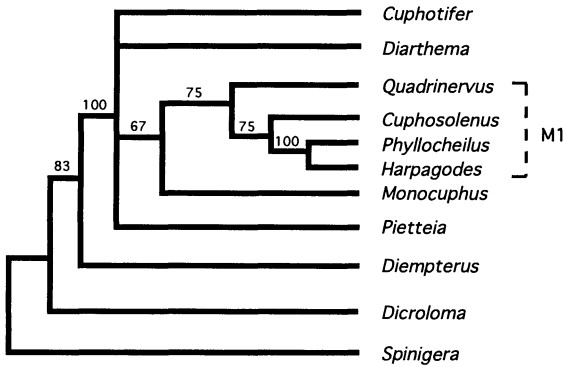 Cuphotifer
Diarthema
75
Quadrinervus
100
Cuphosolenus
67
75
100
Phyllocheilus
M1
Harpagodes
83
Monocuphus
Pietteia
Diempterus
Dicroloma
Spinigera